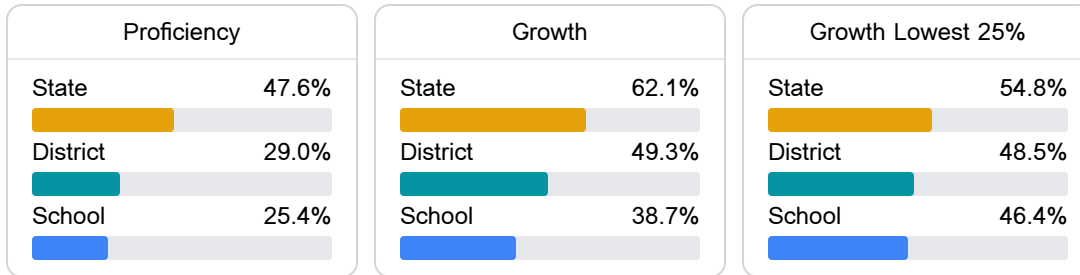 Proficiency
State 47.6%
District 29.0%
School 25.4%
Growth
State 62.1%
District 49.3%
School 38.7%
Growth Lowest 25%
State 54.8%
District 48.5%
School 46.4%